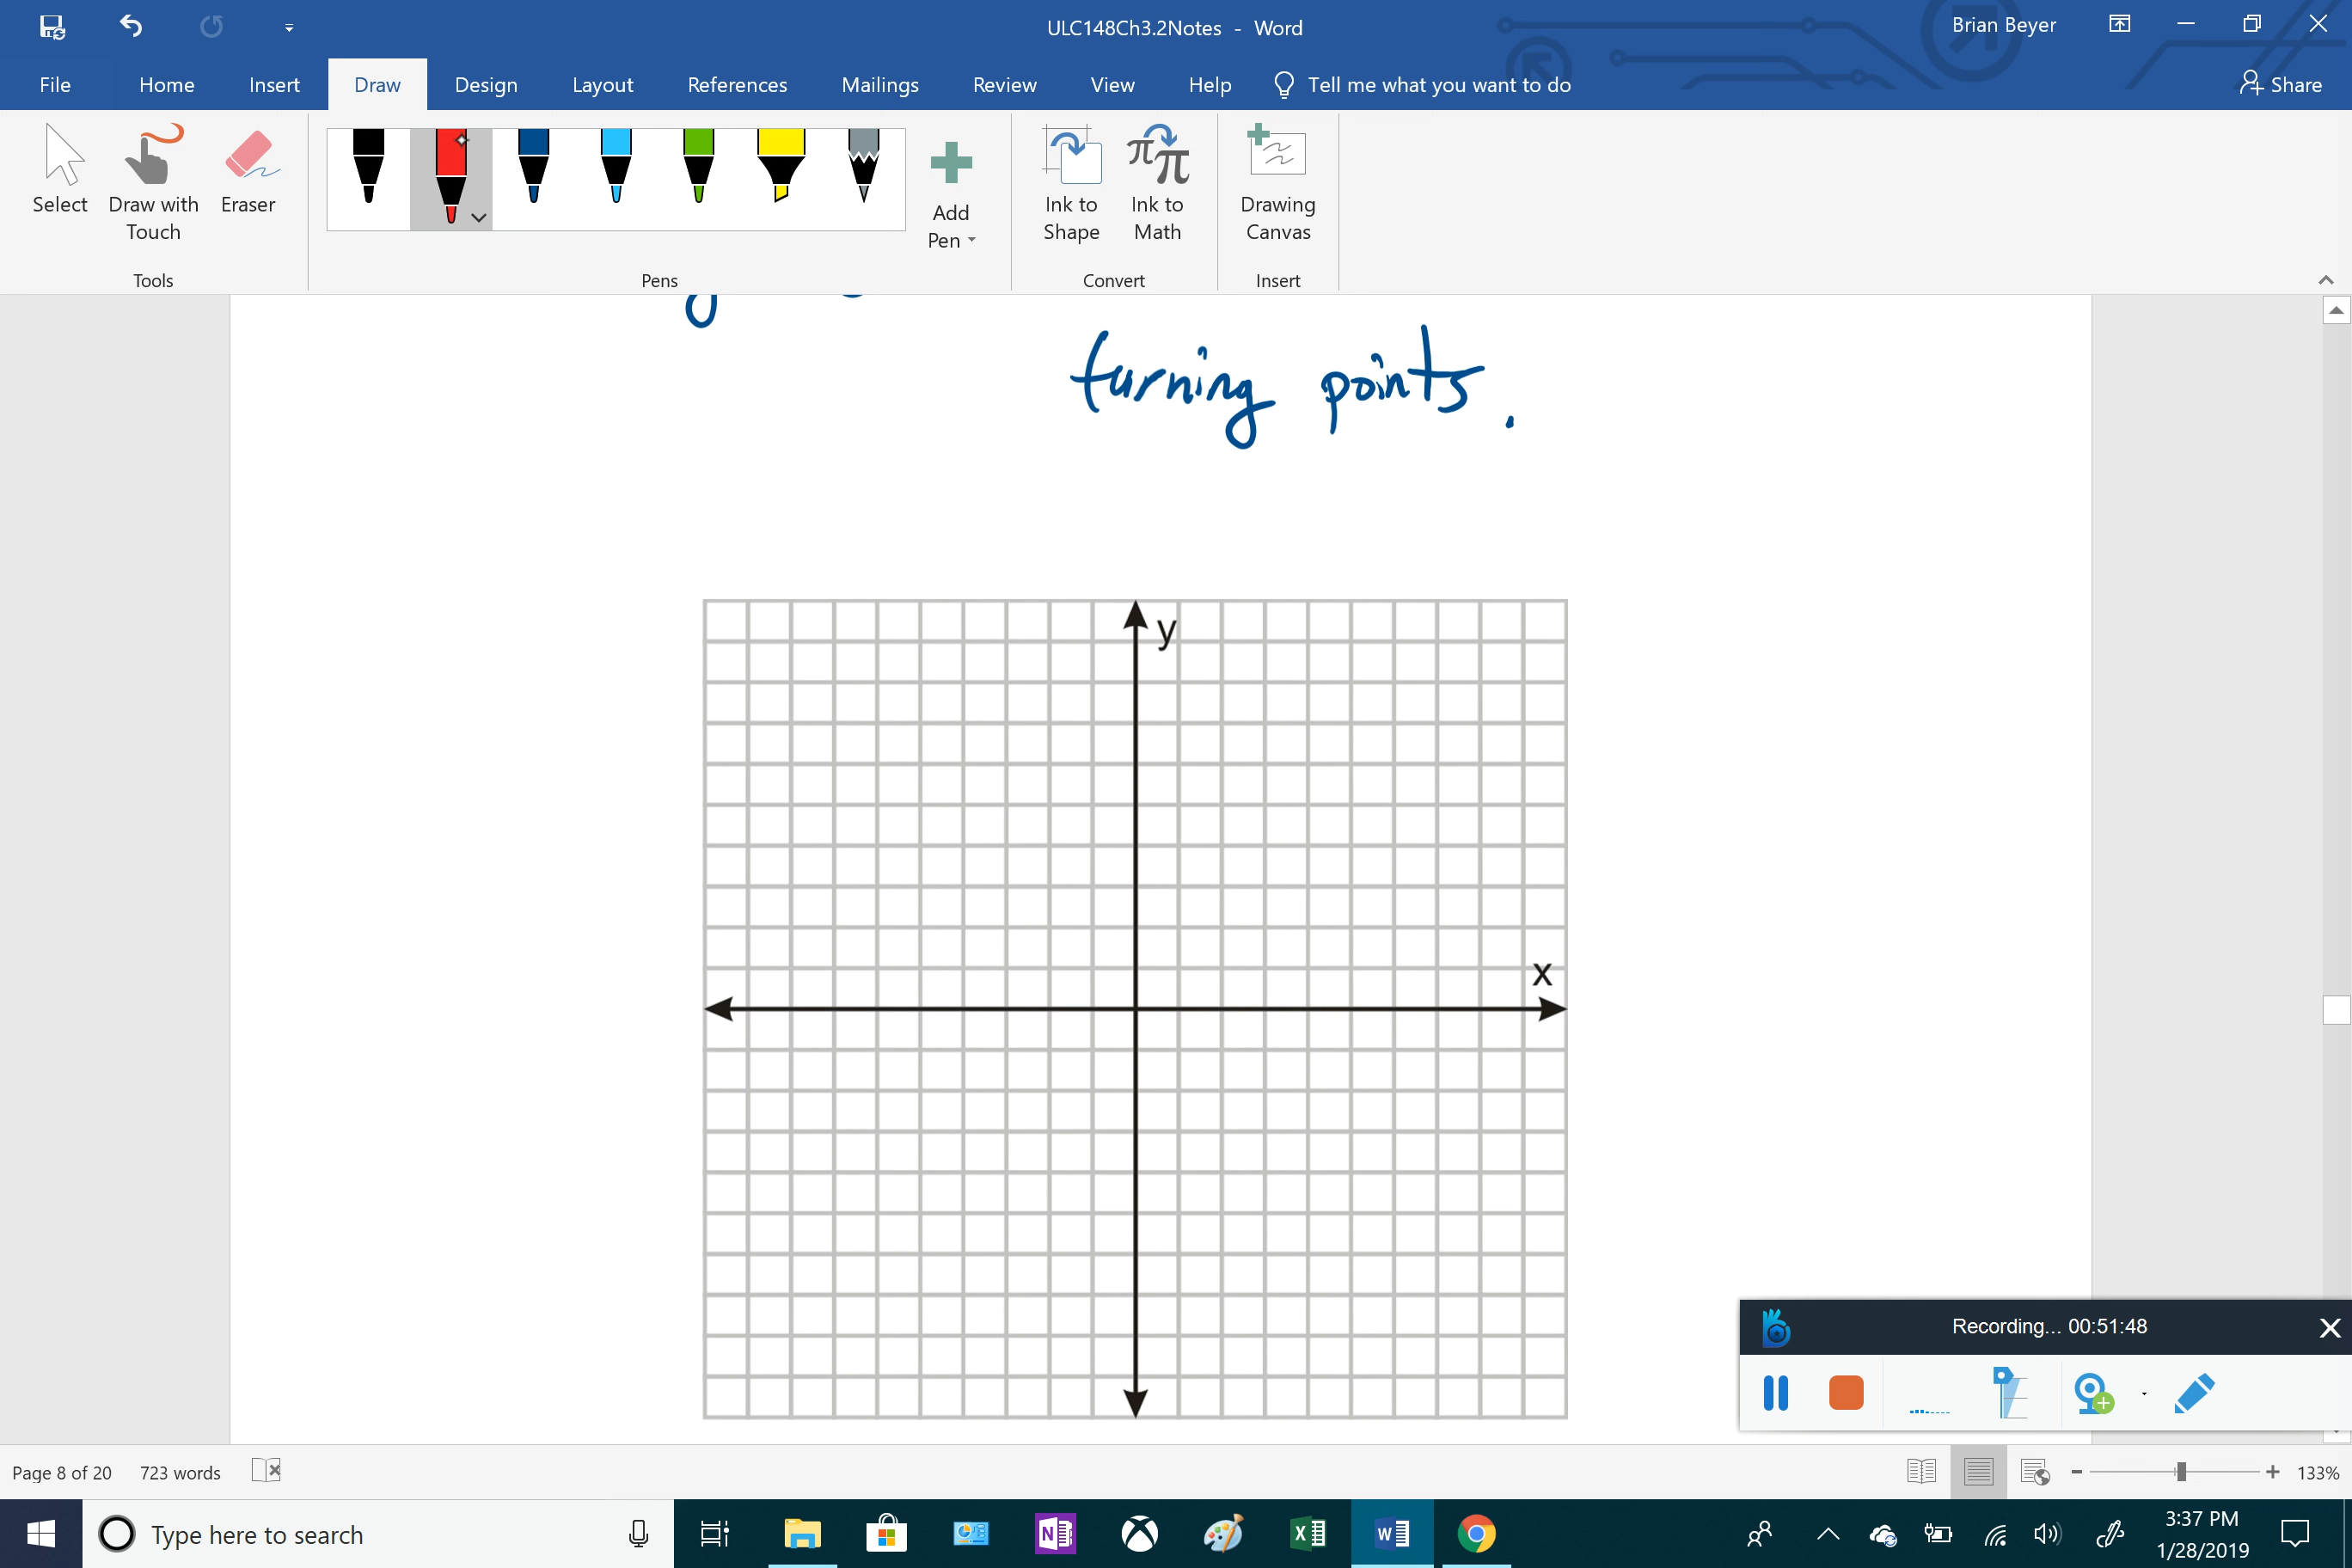 ULC148Ch3.2Notes - Word
Brian Beyer
File Home Insert Draw Design Layout References Mailings Review View Help Tell me what you want to do Share
Select
Draw with
Touch
Eraser
Add
Pen
Ink to
Shape
Ink to
Math
Drawing
Canvas
Tools
Pens
Convert
Insert
turning points.
y
x
Recording... 00:51:48
Page 8 of 20 723 words
133%
Type here to search
3:37 PM
1/28/2019